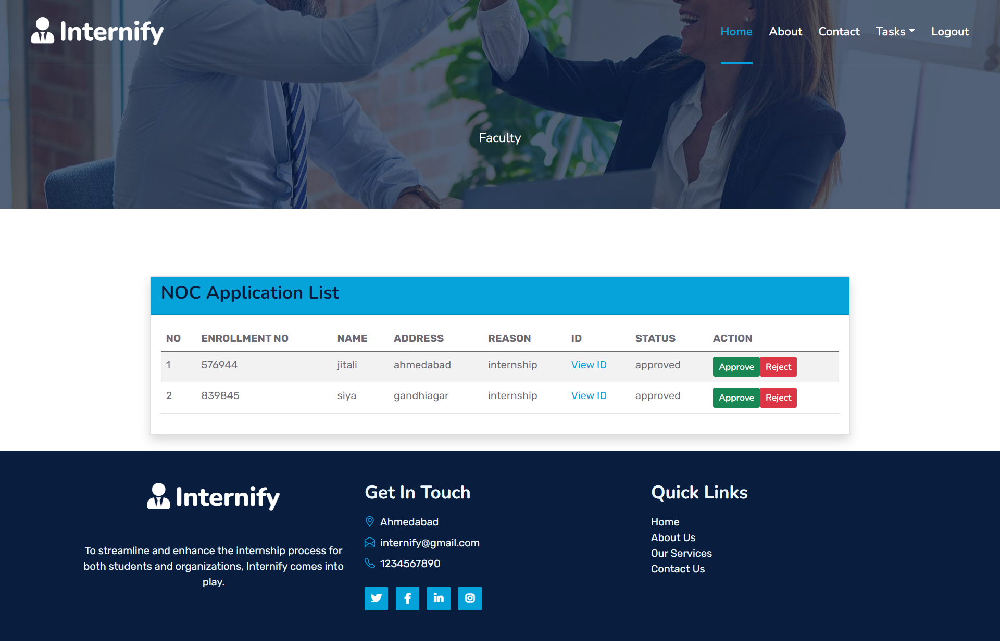 Internify
Home About Contact Tasks Logout
Faculty
NOC Application List
NO ENROLLMENT NO NAME ADDRESS REASON ID STATUS ACTION
1 576944 jitali ahmedabad internship View ID approved Approve Reject
2 839845 siya gandhiagar internship View ID approved Approve Reject
Internify
To streamline and enhance the internship process for
both students and organizations, Internify comes into
play.
Get In Touch
Ahmedabad
internify@gmail.com
1234567890
Quick Links
Home
About Us
Our Services
Contact Us